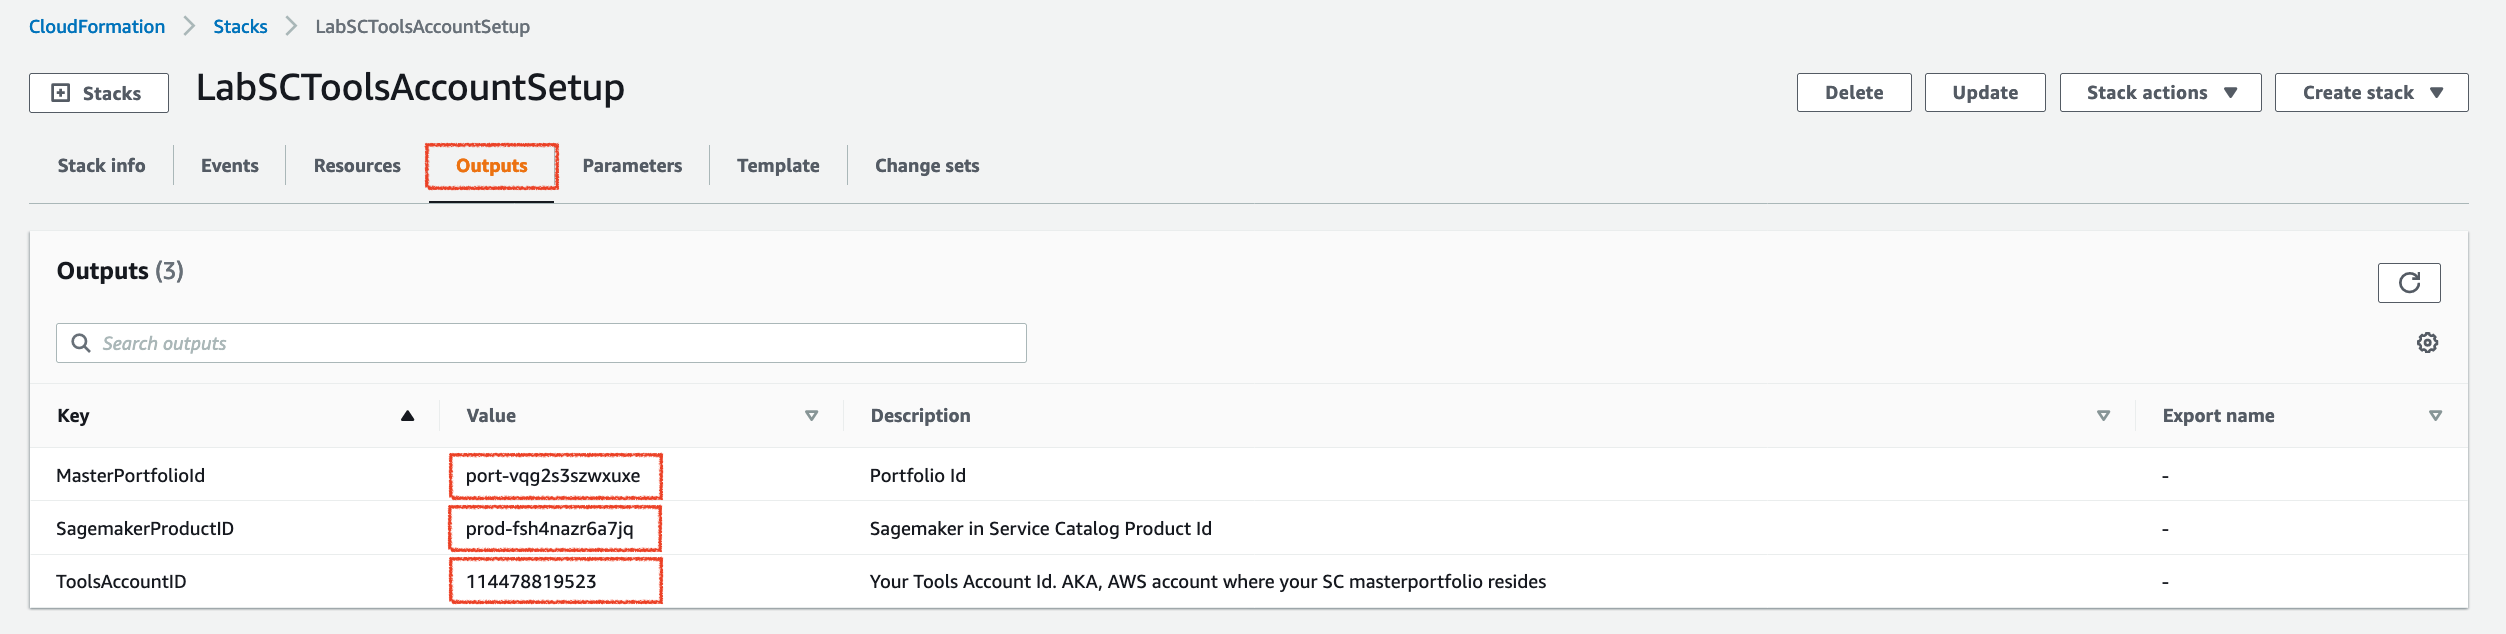 CloudFormation Stacks LabSCToolsAccountSetup
Stacks LabSCToolsAccountSetup Delete Update Stack actions Create stack
Stack info Events Resources Outputs Parameters Template Change sets
Outputs (3)
Search outputs
Key Value Description Export name
MasterPortfolioId port-vqg2s3szwxuxe Portfolio Id -
SagemakerProductID prod-fsh4nazr6a7jq Sagemaker in Service Catalog Product Id -
ToolsAccountID 114478819523 Your Tools Account Id. AKA, AWS account where your SC masterportfolio resides -